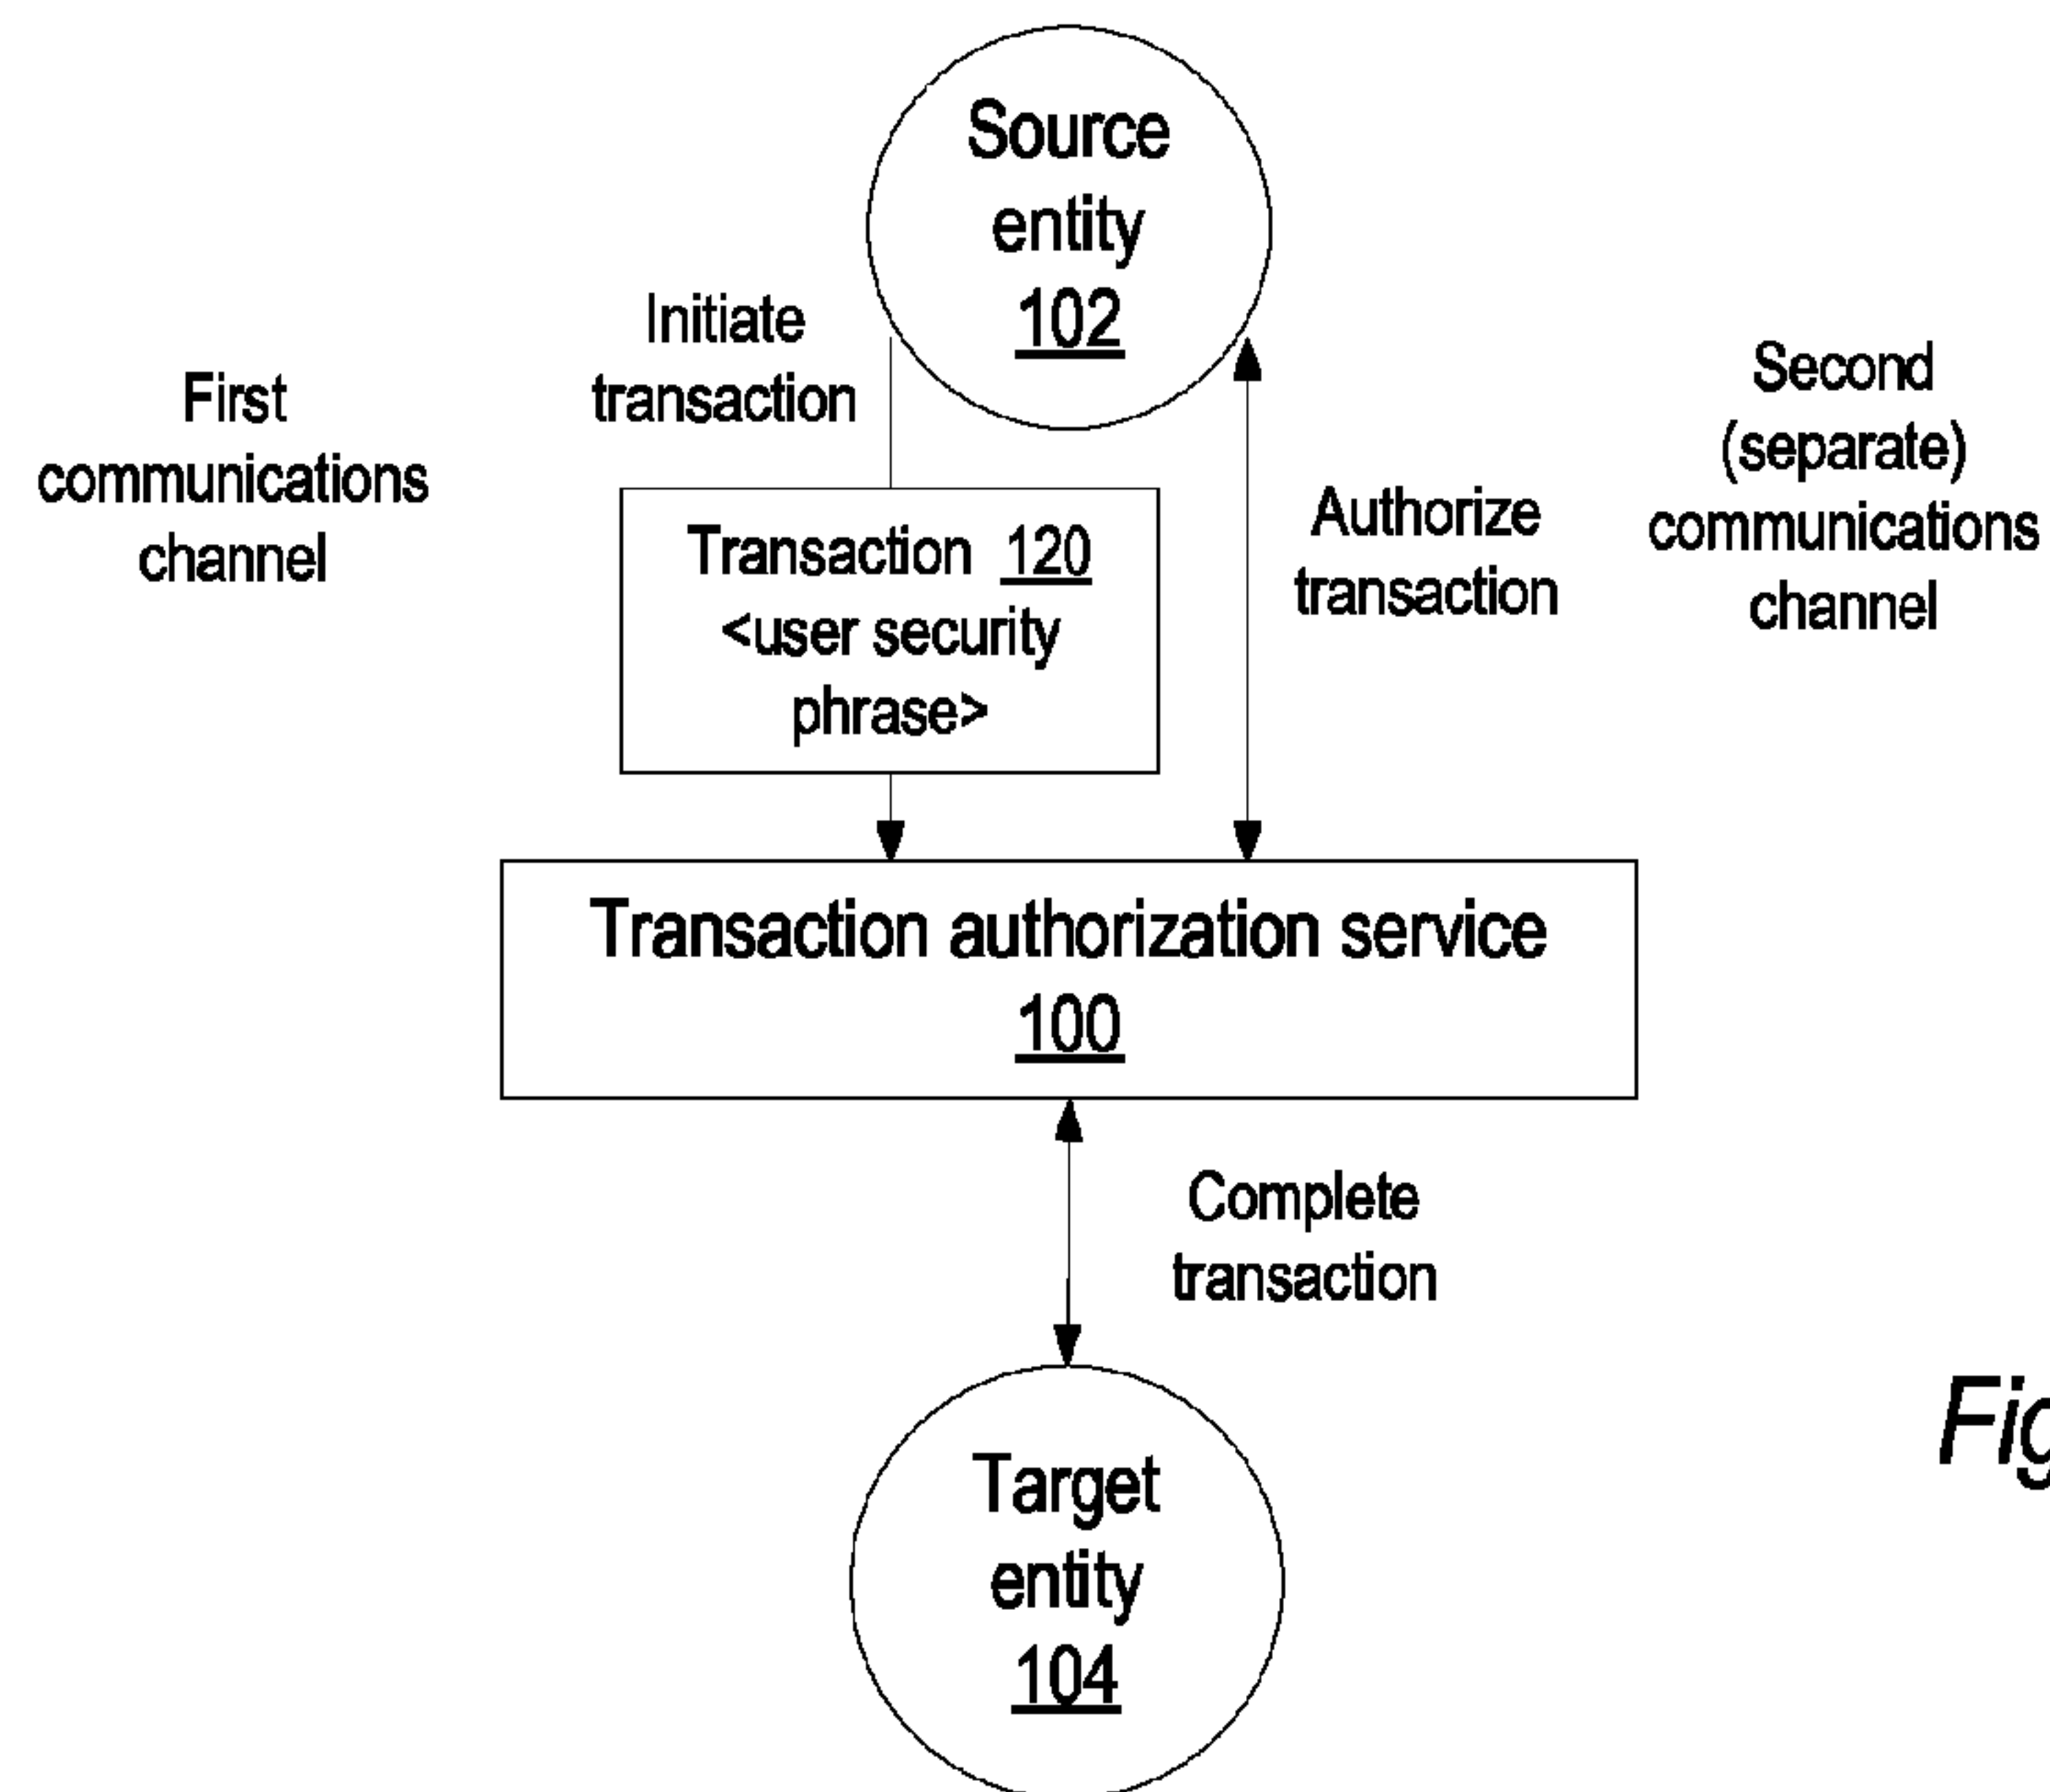 Source
entity
102
Initiate
transaction
First
communications
channel
Second
(separate)
communications
channel
Authorize
transaction
Transaction 120
<user security
phrase>
Transaction authorization service
100
Complete
transaction
Target
entity
104
Fig